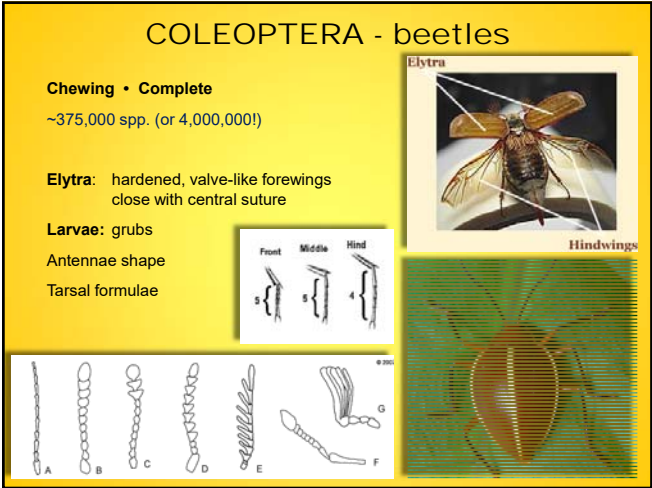 COLEOPTERA - beetles
Chewing • Complete
~375,000 spp. (or 4,000,000!)
Elytra: hardened, valve-like forewings
close with central suture
Larvae: grubs
Antennae shape
Tarsal formulae
Elytra
Hindwings
Front Middle Hind
5 5 4
A B C D E F G